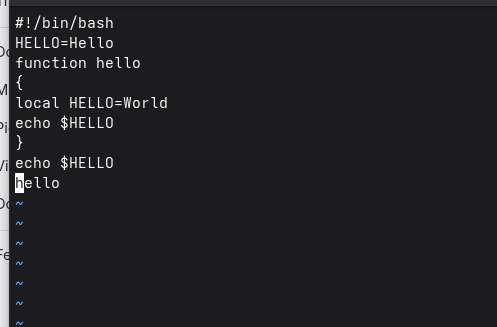 #!/bin/bash
HELLO=Hello
function hello
{
local HELLO=World
echo $HELLO
}
echo $HELLO
hello
~
~
~
~
~
~
~